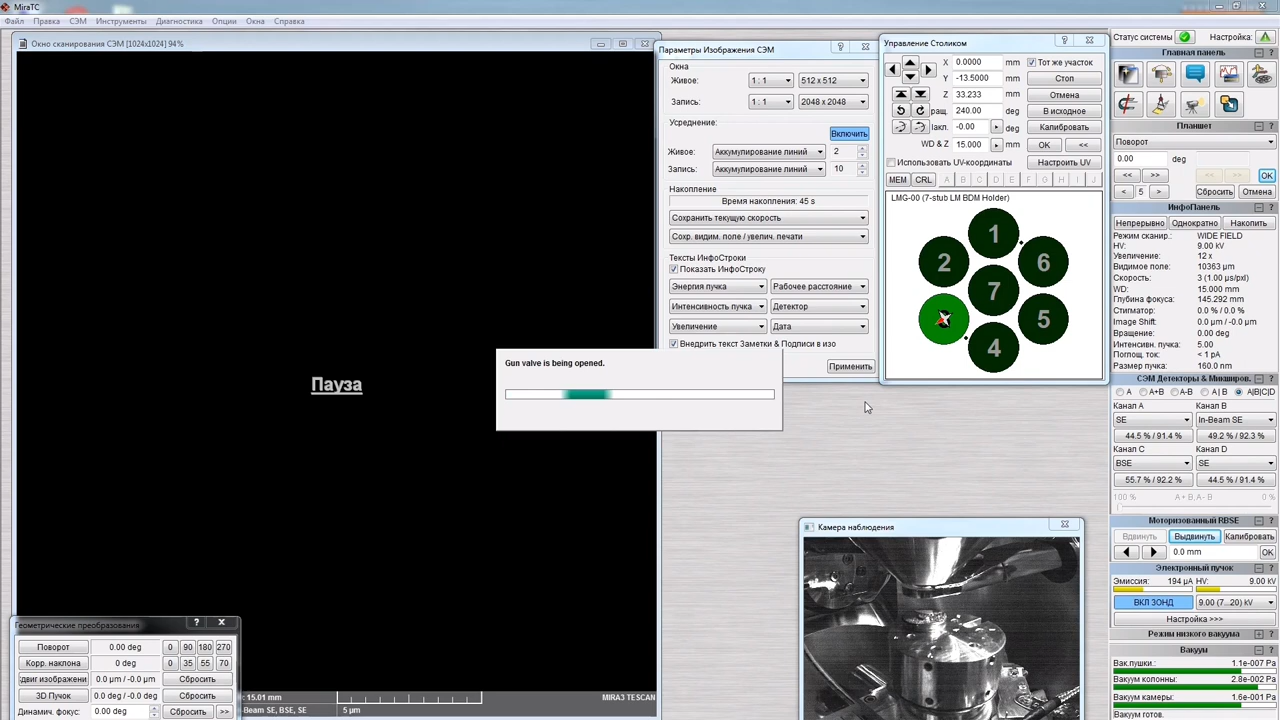 MiraTC
Файл Правка СЭМ Инструменты Диагностика Опции Окна Справка
Окно сканирования СЭМ [1024x1024] 94%
Пауза
: 15.01 mm
MIRA3 TESCAN
-Beam SE, BSE, SE
5 µm
Параметры Изображения СЭМ
Окна
Живое: 1 : 1 512 x 512
Запись: 1 : 1 2048 x 2048
Усреднение:
Включить
Живое: Аккумулирование линий 2
Запись: Аккумулирование линий 10
Накопление
Время накопления: 45 s
Сохранить текущую скорость
Сохр. видим. поле / увелич. печати
Тексты ИнфоСтроки
Показать ИнфоСтроку
Энергия пучка Рабочее расстояние
Интенсивность пучка Детектор
Увеличение Дата
Внедрить текст Заметки & Подписи в изо
Применить
Gun valve is being opened.
Управление Столиком
X 0.0000 mm Тот же участок
Y -13.5000 mm Стоп
Z 33.233 mm Отмена
ращ. 240.00 deg В исходное
акл. -0.00 deg Калибровать
WD & Z 15.000 mm OK <<
Использовать UV-координаты Настроить UV
MEM CRL A B C D E F G H I J
LMG-00 (7-stub LM BDM Holder)
1
2 6
7
5
4
Камера наблюдения
Геометрические преобразования
Поворот 0.00 deg 0 90 180 270
Корр. наклона 0 deg 0 35 55 70
двиг изображени 0.0 µm / -0.0 µm Сбросить
3D Пучок 0.0 deg / -0.0 deg Сбросить
Динамич. фокус: 0.00 deg Сбросить >>
Статус системы Настройка:
Главная панель
Планшет
Поворот
0.00 deg
<< >> << >> OK
< 5 > Сбросить Отмена
ИнфоПанель
Непрерывно Однократно Накопить
Режим сканир.: WIDE FIELD
HV: 9.00 kV
Увеличение: 12 x
Видимое поле: 10363 µm
Скорость: 3 (1.00 µs/pxl)
WD: 15.000 mm
Глубина фокуса: 145.292 mm
Стигматор: 0.0 % / 0.0 %
Image Shift: 0.0 µm / -0.0 µm
Вращение: 0.00 deg
Интенсивн. пучка: 5.00
Поглощ. ток: < 1 pA
Размер пучка: 160.0 nm
СЭМ Детекторы & Микширов.
A A+B A-B A | B A|B|C|D
Канал A Канал B
SE In-Beam SE
44.5 % / 91.4 % 49.2 % / 92.3 %
Канал C Канал D
BSE SE
55.7 % / 92.2 % 44.5 % / 91.4 %
100 % A + B, A - B 0 %
Моторизованный RBSE
Вдвинуть Выдвинуть Калибровать
0.0 mm OK
Электронный пучок
Эмиссия: 194 µA HV: 9.00 kV
ВКЛ ЗОНД 9.00 (7...20) kV
Настройка >>>
Режим низкого вакуума
Вакуум
Вак.пушки.: 1.1e-007 Pa
Вакуум колонны: 2.8e-002 Pa
Вакуум камеры: 1.6e-001 Pa
Вакуум готов.